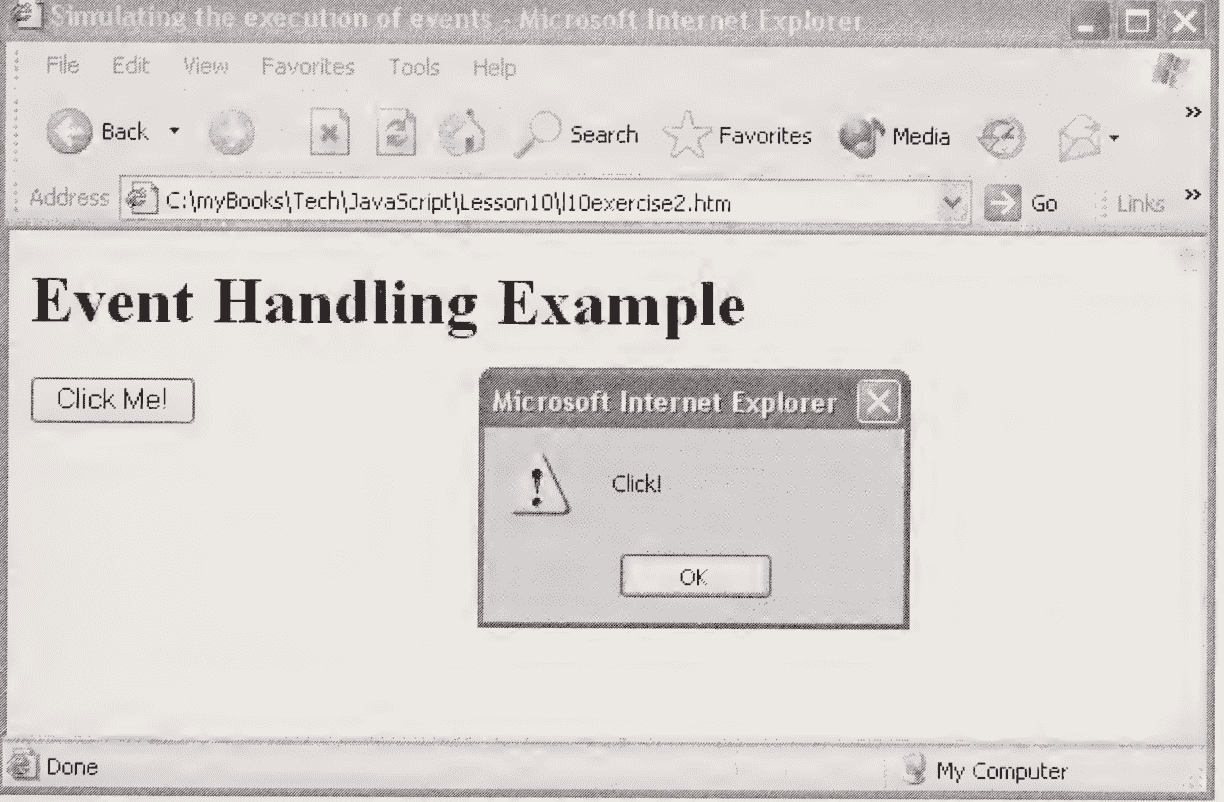 Simulating the execution of events - Microsoft Internet Explorer
File Edit View Favorites Tools Help
Back Search Favorites Media
Address C:\myBooks\Tech\JavaScript\Lesson10\l10exercise2.htm Go Links
Event Handling Example
Click Me!
Microsoft Internet Explorer
Click!
OK
Done My Computer